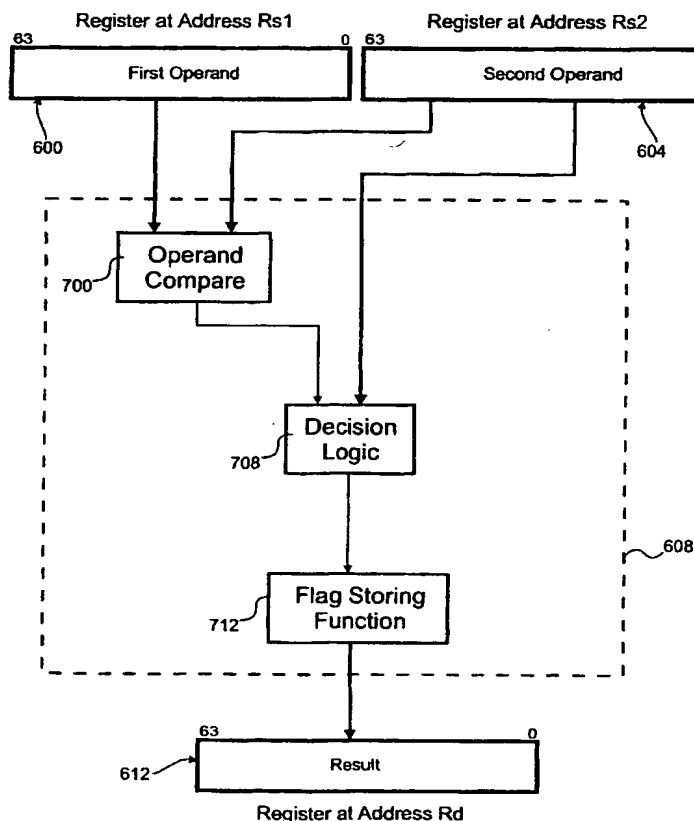 Register at Address Rs1
Register at Address Rs2
63
0
63
First Operand
Second Operand
600
604
Operand
Compare
700
Decision
Logic
708
608
Flag Storing
Function
712
63
0
Result
612
Register at Address Rd